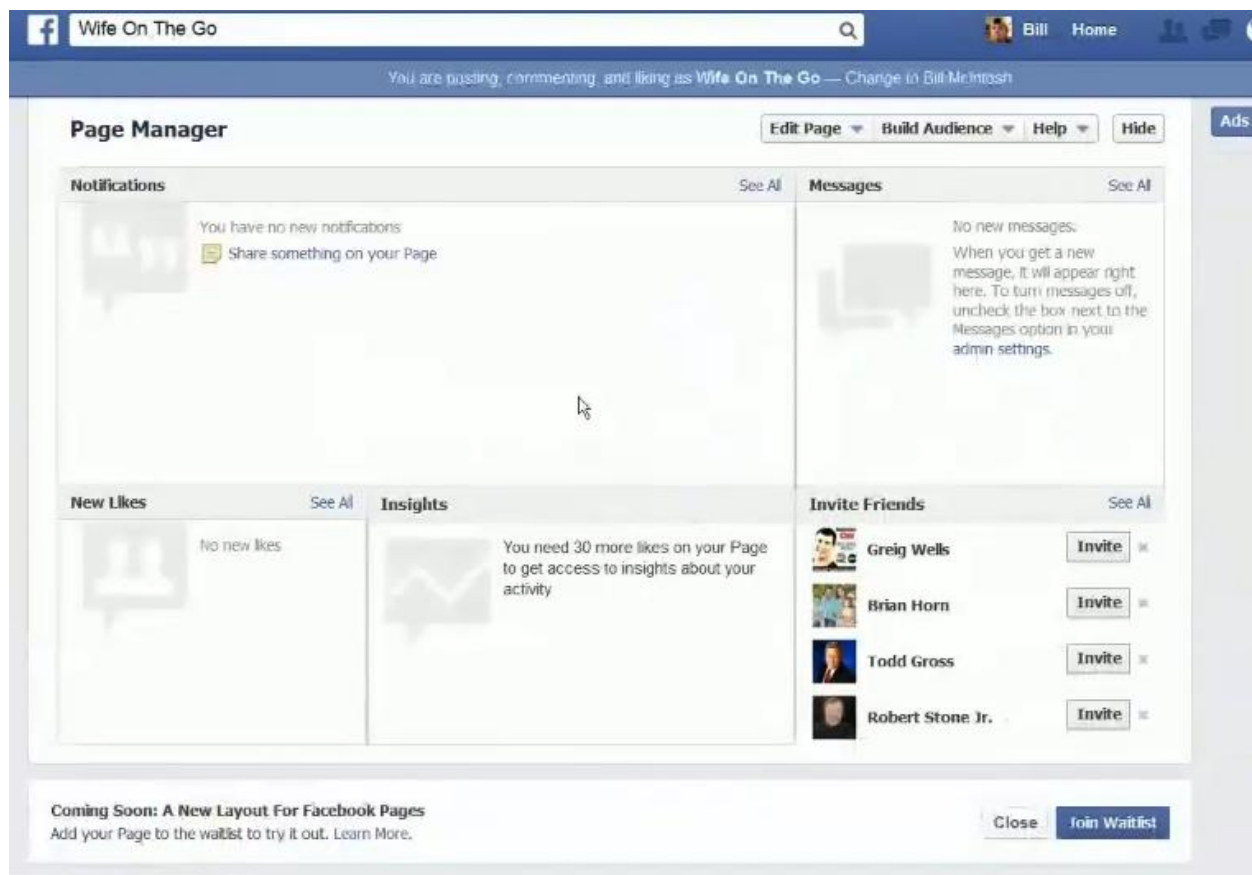 Wife On The Go
Bill Home
You are posting, commenting, and liking as Wife On The Go — Change to Bill McIntosh
Page Manager
Edit Page Build Audience Help Hide
Ads
Notifications See All
You have no new notifications
Share something on your Page
Messages See All
No new messages.
When you get a new
message, it will appear right
here. To turn messages off,
uncheck the box next to the
Messages option in your
admin settings.
New Likes See All
No new likes
Insights
You need 30 more likes on your Page
to get access to insights about your
activity
Invite Friends See All
Greig Wells Invite
Brian Horn Invite
Todd Gross Invite
Robert Stone Jr. Invite
Coming Soon: A New Layout For Facebook Pages
Add your Page to the waitlist to try it out. Learn More.
Close Join Waitlist